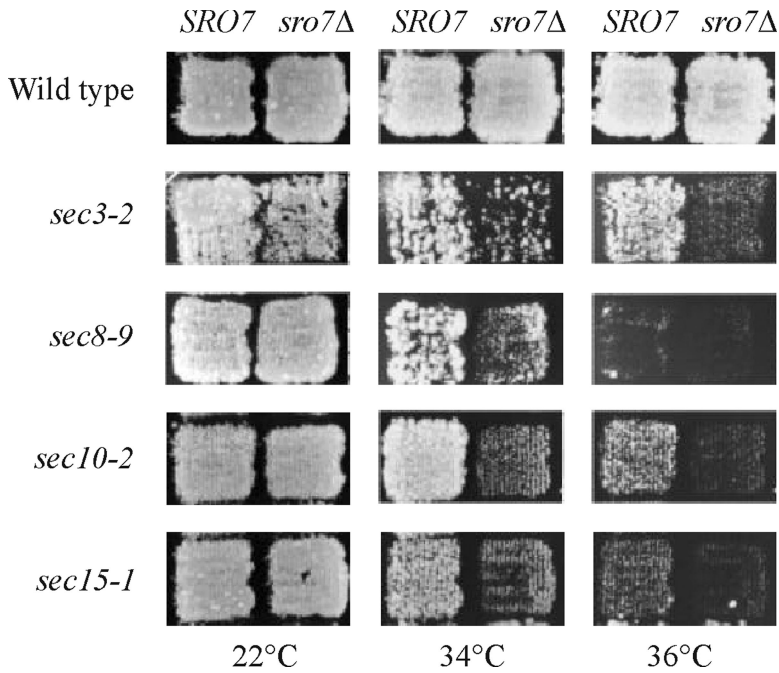 SRO7 sro7Δ SRO7 sro7Δ SRO7 sro7Δ
Wild type
sec3-2
sec8-9
sec10-2
sec15-1
22°C 34°C 36°C